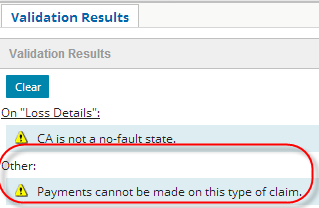 Validation Results
Validation Results
Clear
On "Loss Details":
CA is not a no-fault state.
Other:
Payments cannot be made on this type of claim.